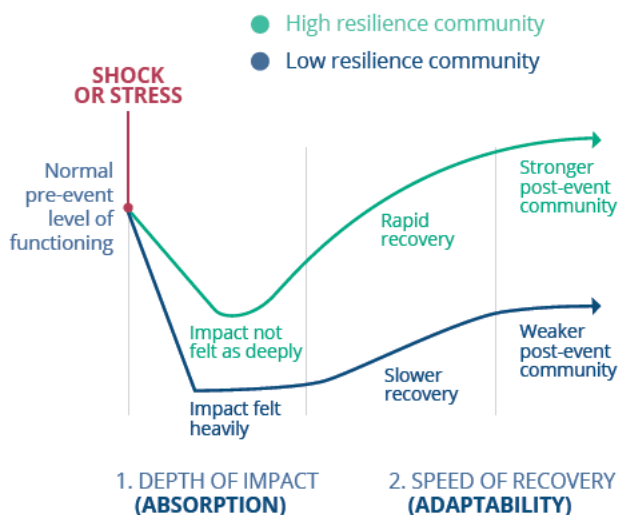 High resilience community
Low resilience community
SHOCK
OR STRESS
Normal
pre-event
level of
functioning
Stronger
post-event
community
Rapid
recovery
Impact not
felt as deeply
Weaker
post-event
community
Slower
recovery
Impact felt
heavily
1. DEPTH OF IMPACT
(ABSORPTION)
2. SPEED OF RECOVERY
(ADAPTABILITY)